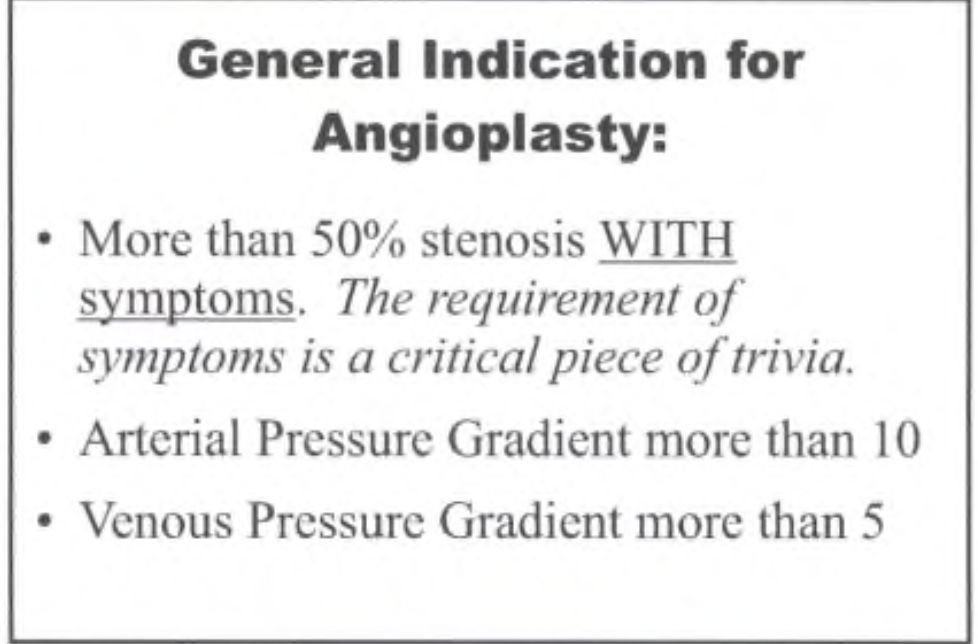 General Indication for
Angioplasty:
• More than 50% stenosis WITH
symptoms. The requirement of
symptoms is a critical piece of trivia.
• Arterial Pressure Gradient more than 10
• Venous Pressure Gradient more than 5